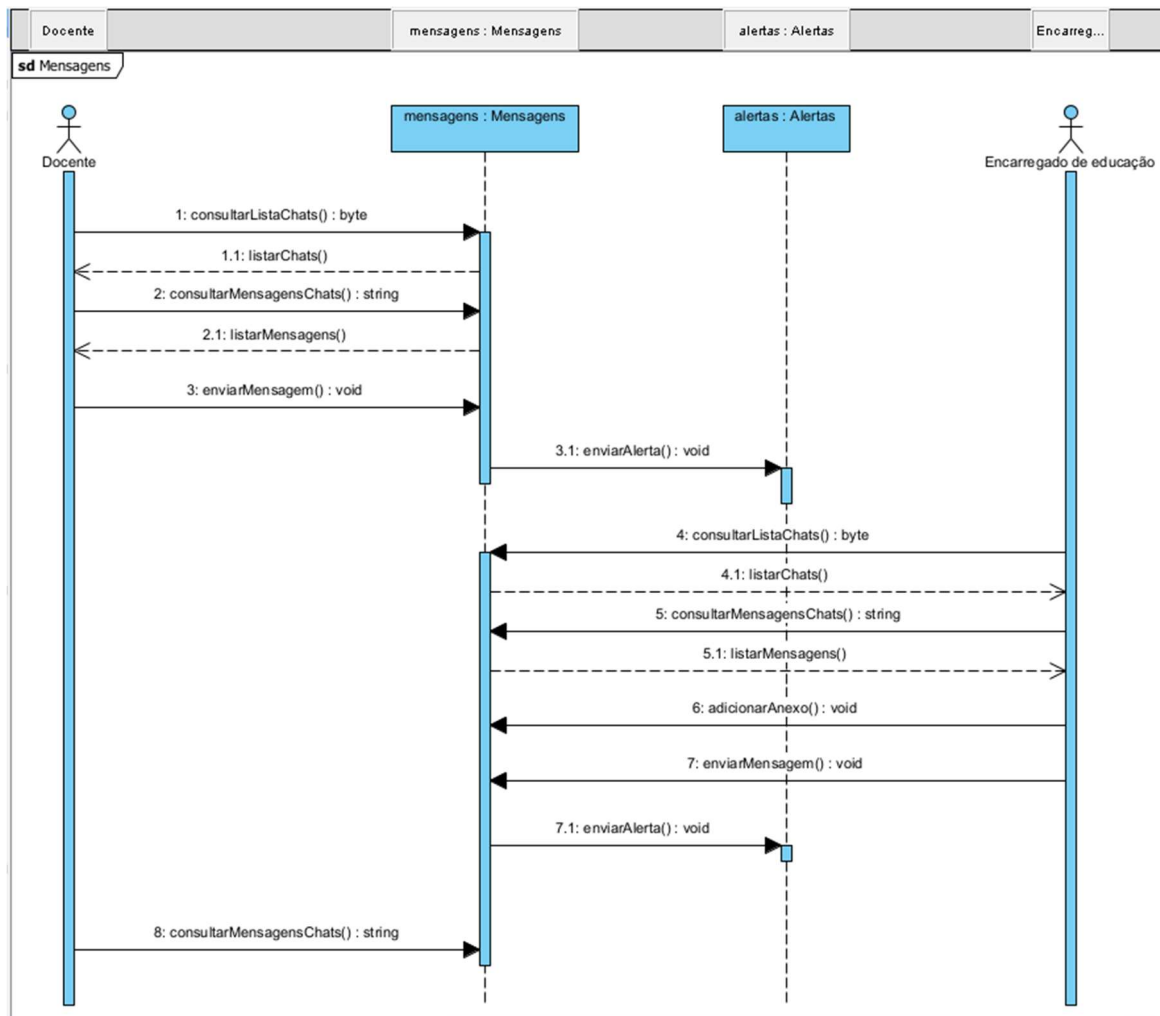 Docente
mensagens : Mensagens
alertas : Alertas
Encarreg...
sd Mensagens
mensagens : Mensagens
alertas : Alertas
Docente
Encarregado de educação
1: consultarListaChats() : byte
1.1: listarChats()
2: consultarMensagensChats() : string
2.1: listarMensagens()
3: enviarMensagem() : void
3.1: enviarAlerta() : void
4: consultarListaChats() : byte
4.1: listarChats()
5: consultarMensagensChats() : string
5.1: listarMensagens()
6: adicionarAnexo() : void
7: enviarMensagem() : void
7.1: enviarAlerta() : void
8: consultarMensagensChats() : string